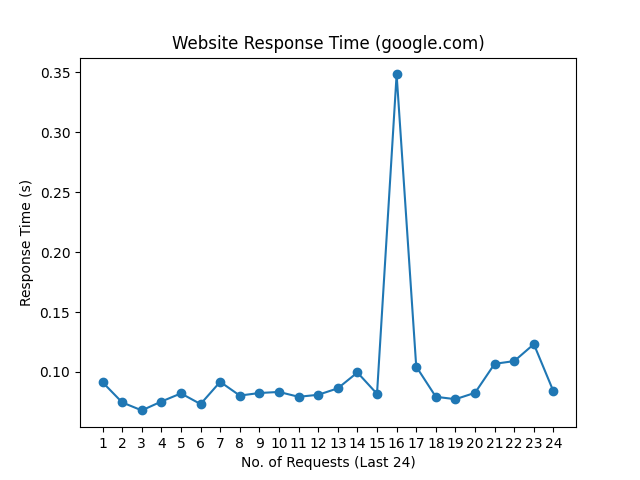 Website Response Time (google.com)
0.35
0.30
0.25
0.20
0.15
0.10
Response Time (s)
1 2 3 4 5 6 7 8 9 10 11 12 13 14 15 16 17 18 19 20 21 22 23 24
No. of Requests (Last 24)